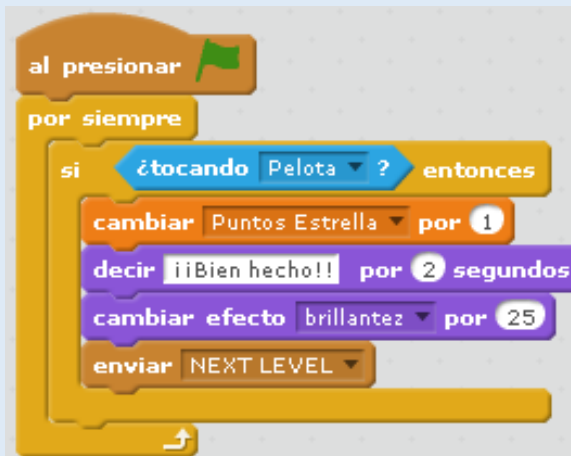 al presionar
por siempre
si ¿tocando Pelota ? entonces
cambiar Puntos Estrella por 1
decir ¡¡Bien hecho!! por 2 segundos
cambiar efecto brillantez por 25
enviar NEXT LEVEL